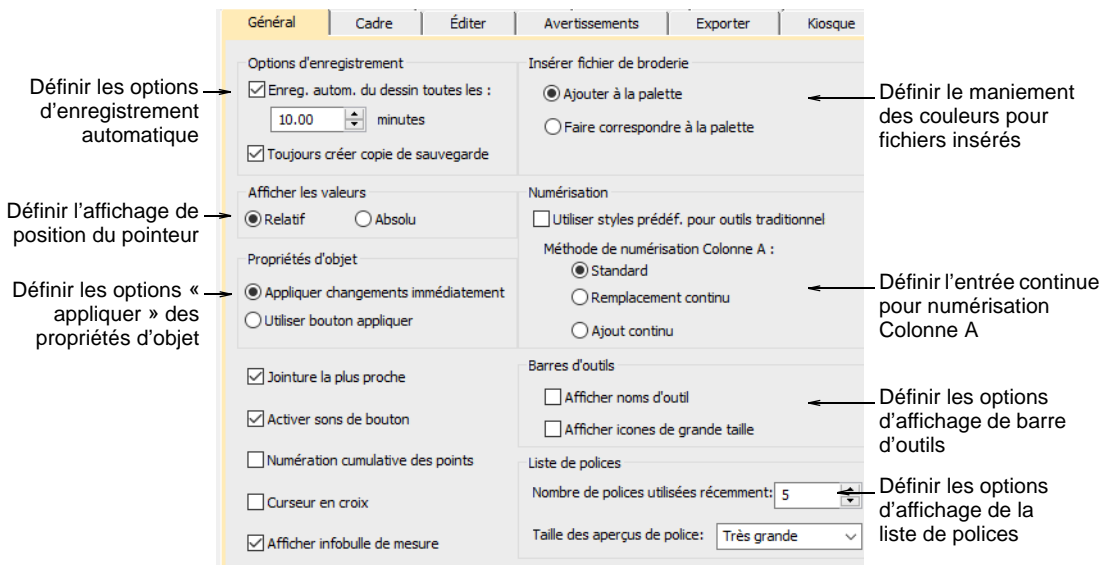 Général
Cadre
Éditer
Avertissements
Exporter
Kiosque
Définir les options
d'enregistrement
automatique
Options d'enregistrement
Enreg. autom. du dessin toutes les :
10.00
minutes
Toujours créer copie de sauvegarde
Insérer fichier de broderie
Ajouter à la palette
Faire correspondre à la palette
Définir le maniement
des couleurs pour
fichiers insérés
Définir l'affichage de
position du pointeur
Afficher les valeurs
Relatif
Absolu
Numérisation
Utiliser styles prédéf. pour outils traditionnel
Méthode de numérisation Colonne A :
Standard
Remplacement continu
Ajout continu
Définir l'entrée continue
pour numérisation
Colonne A
Définir les options «
appliquer » des
propriétés d'objet
Propriétés d'objet
Appliquer changements immédiatement
Utiliser bouton appliquer
Jointure la plus proche
Activer sons de bouton
Numération cumulative des points
Curseur en croix
Afficher infobulle de mesure
Barres d'outils
Afficher noms d'outil
Afficher icones de grande taille
Définir les options
d'affichage de barre
d'outils
Liste de polices
Nombre de polices utilisées récemment:
5
Taille des aperçus de police:
Très grande
Définir les options
d'affichage de la
liste de polices